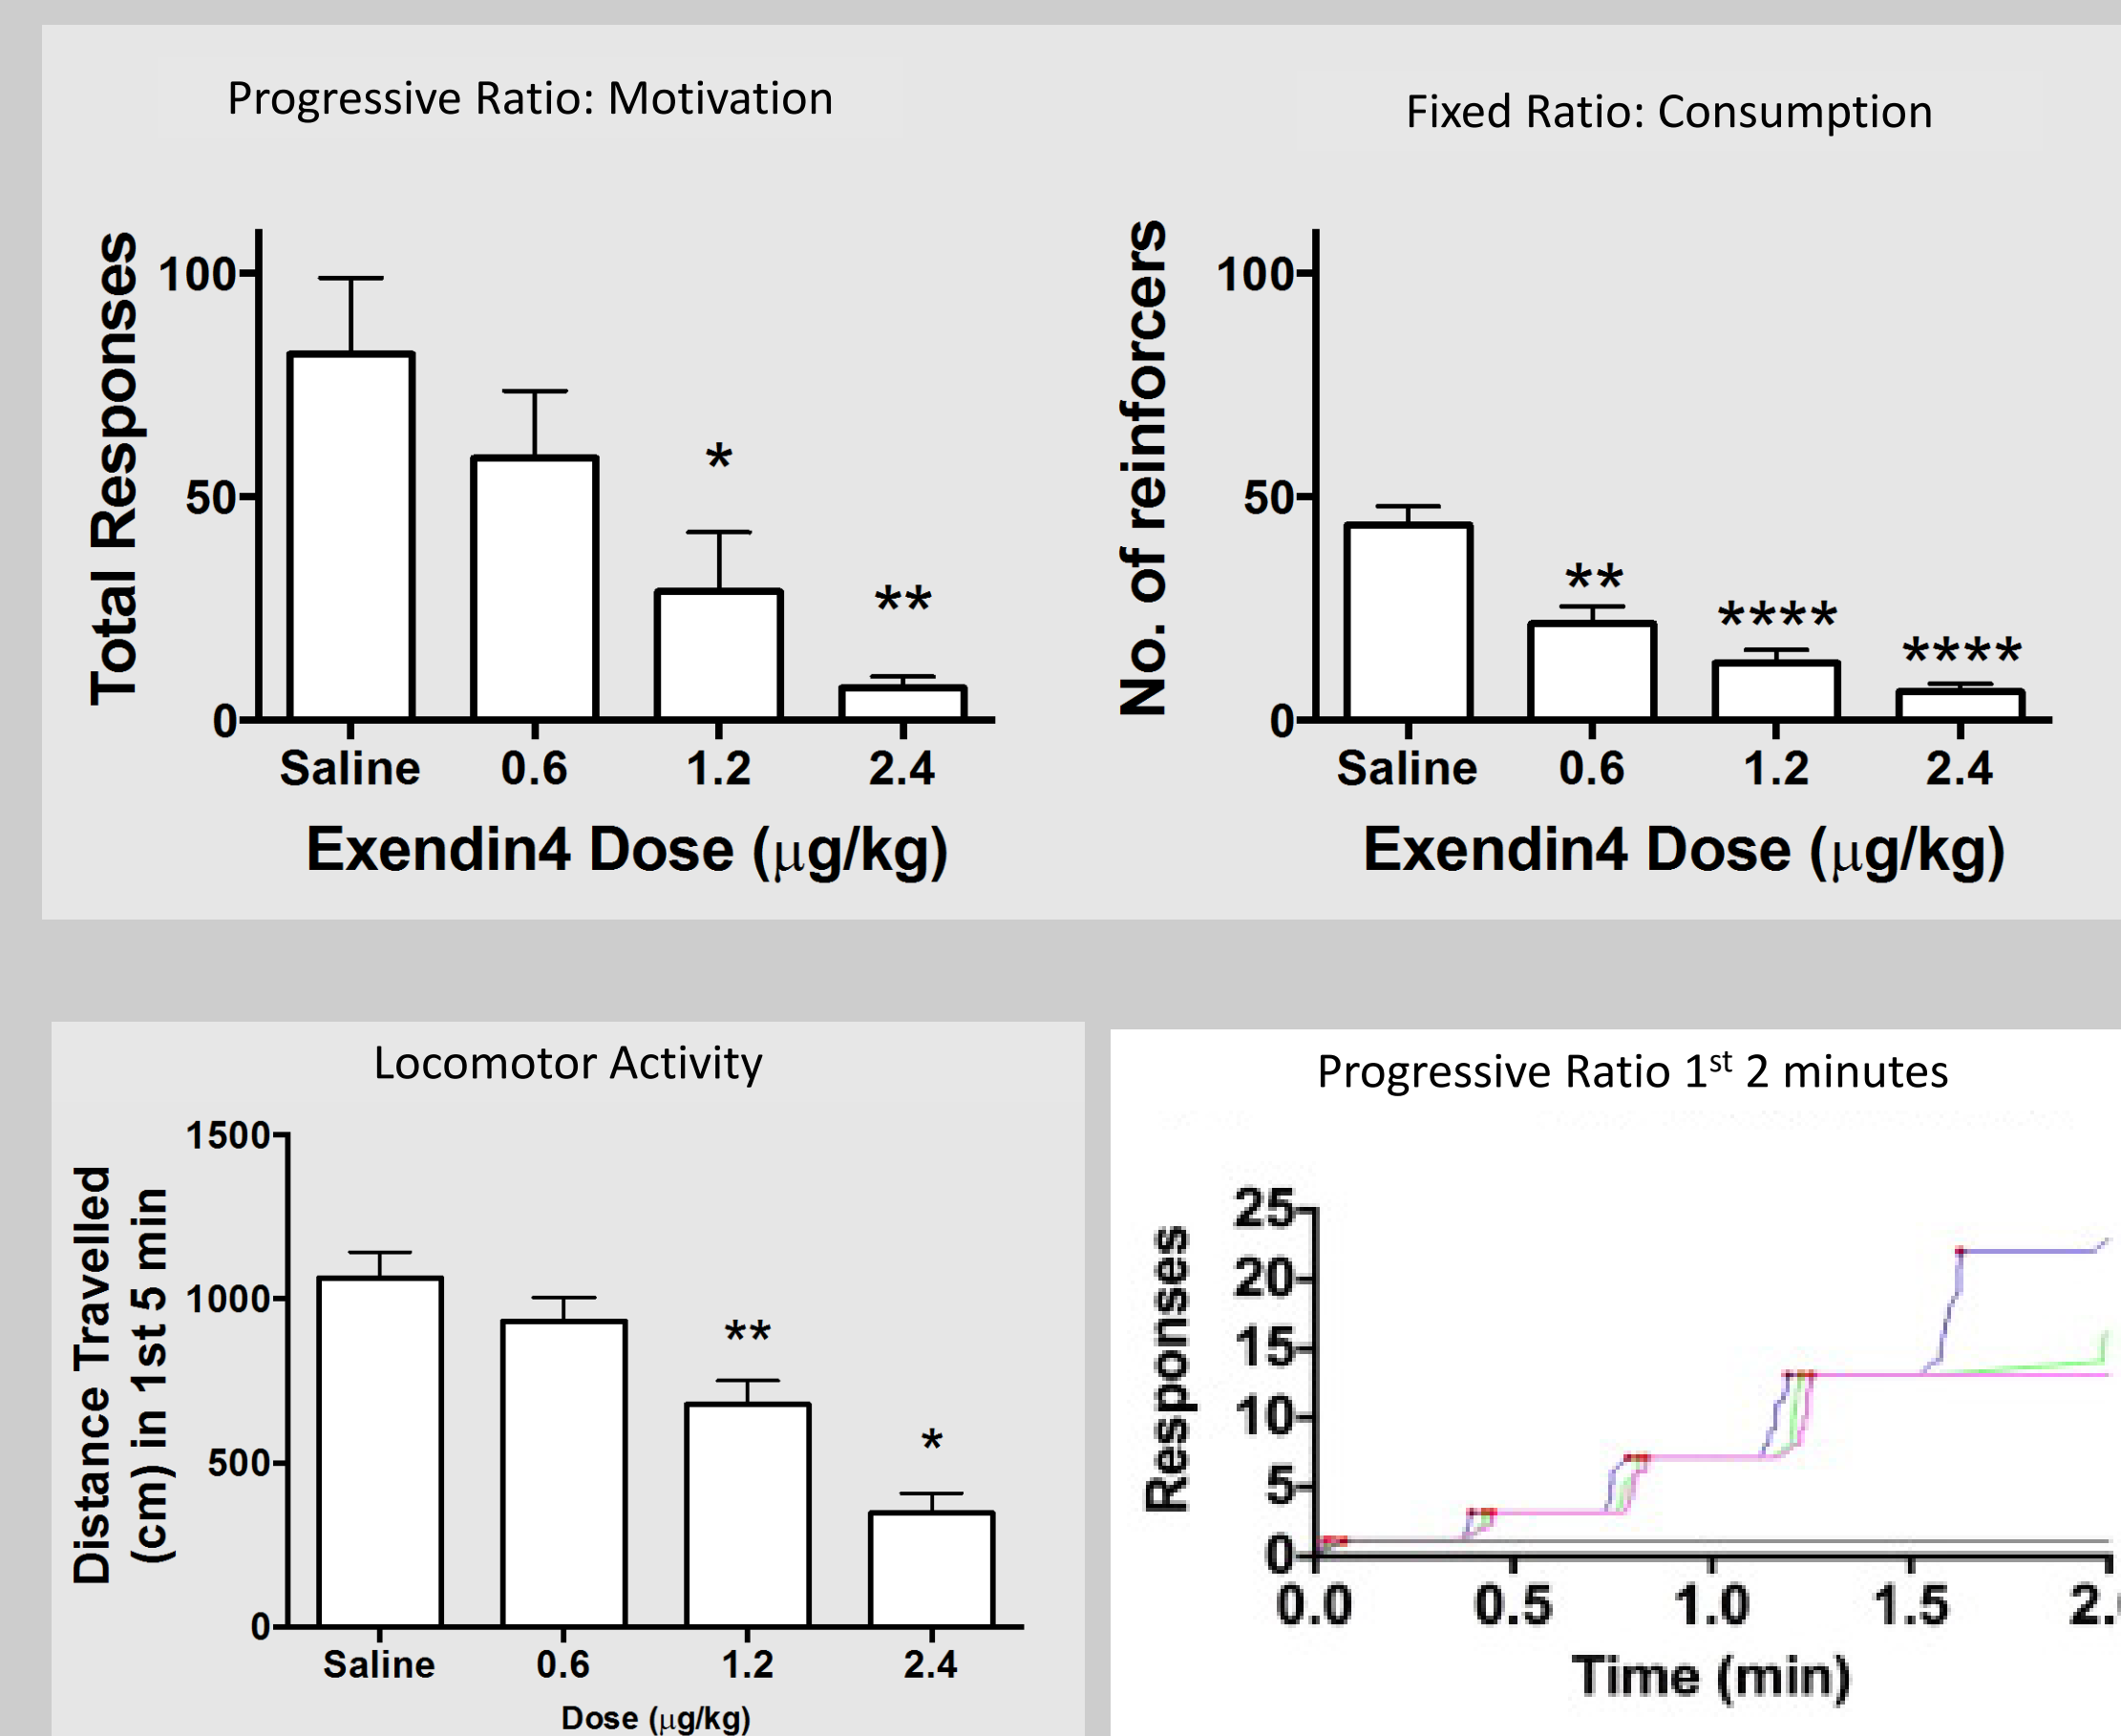 Progressive Ratio: Motivation
Total Responses
100
50
0
*
**
Saline 0.6 1.2 2.4
Exendin4 Dose (μg/kg)
Fixed Ratio: Consumption
No. of reinforcers
100
50
0
**
****
****
Saline 0.6 1.2 2.4
Exendin4 Dose (μg/kg)
Locomotor Activity
Distance Travelled
(cm) in 1st 5 min
1500
1000
500
0
**
*
Saline 0.6 1.2 2.4
Dose (μg/kg)
Progressive Ratio 1st 2 minutes
Responses
25
20
15
10
5
0
0.0 0.5 1.0 1.5 2.
Time (min)